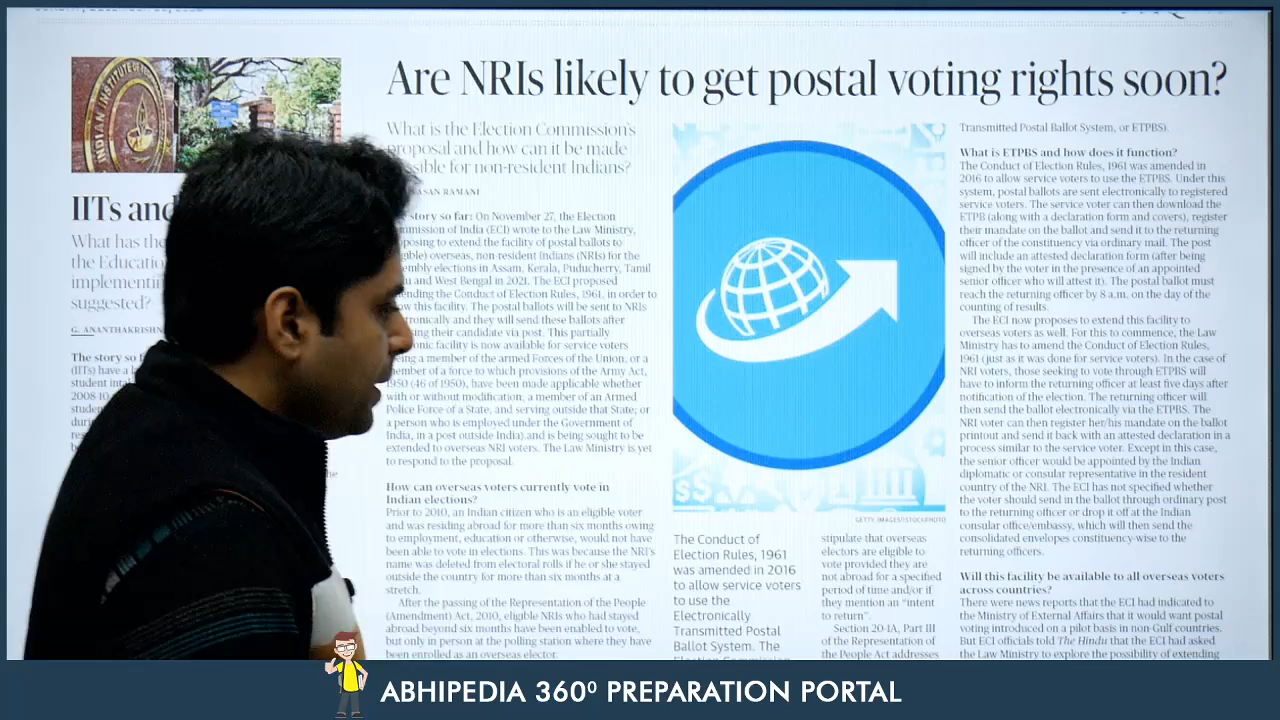 INDIAN INSTITUTE OF
IITs and
What has the
the Education
implementing
suggested?
G. ANANTHAKRISHN
The story so f
(IITs) have a l
student int
2008-10
studen
duri
Are NRIs likely to get postal voting rights soon?
What is the Election Commission's
proposal and how can it be made
ssible for non-resident Indians?
ASAN RAMANI
story so far: On November 27, the Election
mmission of India (ECI) wrote to the Law Ministry,
oposing to extend the facility of postal ballots to
gible) overseas, non-resident Indians (NRIs) for the
embly elections in Assam, Kerala, Puducherry, Tamil
u and West Bengal in 2021. The ECI proposed
ending the Conduct of Election Rules, 1961, in order to
ow this facility. The postal ballots will be sent to NRIs
tronically and they will send these ballots after
sing their candidate via post. This partially
nic facility is now available for service voters
eing a member of the armed Forces of the Union; or a
ember of a force to which provisions of the Army Act,
1950 (46 of 1950), have been made applicable whether
with or without modification, a member of an Armed
Police Force of a State, and serving outside that State; or
a person who is employed under the Government of
India, in a post outside India) and is being sought to be
extended to overseas NRI voters. The Law Ministry is yet
to respond to the proposal.
How can overseas voters currently vote in
Indian elections?
Prior to 2010, an Indian citizen who is an eligible voter
and was residing abroad for more than six months owing
to employment, education or otherwise, would not have
been able to vote in elections. This was because the NRI's
name was deleted from electoral rolls if he or she stayed
outside the country for more than six months at a
stretch.
After the passing of the Representation of the People
(Amendment) Act, 2010, eligible NRIs who had stayed
abroad beyond six months have been enabled to vote,
but only in person at the polling station where they have
been enrolled as an overseas elector.
GETTY IMAGES/ISTOCKPHOTO
The Conduct of
Election Rules, 1961
was amended in 2016
to allow service voters
to use the
Electronically
Transmitted Postal
Ballot System. The
Election Commission
stipulate that overseas
electors are eligible to
vote provided they are
not abroad for a specified
period of time and/or if
they mention an "intent
to return".
Section 20-1A, Part III
of the Representation of
the People Act addresses
Transmitted Postal Ballot System, or ETPBS).
What is ETPBS and how does it function?
The Conduct of Election Rules, 1961 was amended in
2016 to allow service voters to use the ETPBS. Under this
system, postal ballots are sent electronically to registered
service voters. The service voter can then download the
ETPB (along with a declaration form and covers), register
their mandate on the ballot and send it to the returning
officer of the constituency via ordinary mail. The post
will include an attested declaration form (after being
signed by the voter in the presence of an appointed
senior officer who will attest it). The postal ballot must
reach the returning officer by 8 a.m. on the day of the
counting of results.
The ECI now proposes to extend this facility to
overseas voters as well. For this to commence, the Law
Ministry has to amend the Conduct of Election Rules,
1961 (just as it was done for service voters). In the case of
NRI voters, those seeking to vote through ETPBS will
have to inform the returning officer at least five days after
notification of the election. The returning officer will
then send the ballot electronically via the ETPBS. The
NRI voter can then register her/his mandate on the ballot
printout and send it back with an attested declaration in a
process similar to the service voter. Except in this case,
the senior officer would be appointed by the Indian
diplomatic or consular representative in the resident
country of the NRI. The ECI has not specified whether
the voter should send in the ballot through ordinary post
to the returning officer or drop it off at the Indian
consular office/embassy, which will then send the
consolidated envelopes constituency-wise to the
returning officers.
Will this facility be available to all overseas voters
across countries?
There were news reports that the ECI had indicated to
the Ministry of External Affairs that it would want postal
voting introduced on a pilot basis in non-Gulf countries.
But ECI officials told The Hindu that the ECI had asked
the Law Ministry to explore the possibility of extending
ABHIPEDIA 360⁰ PREPARATION PORTAL